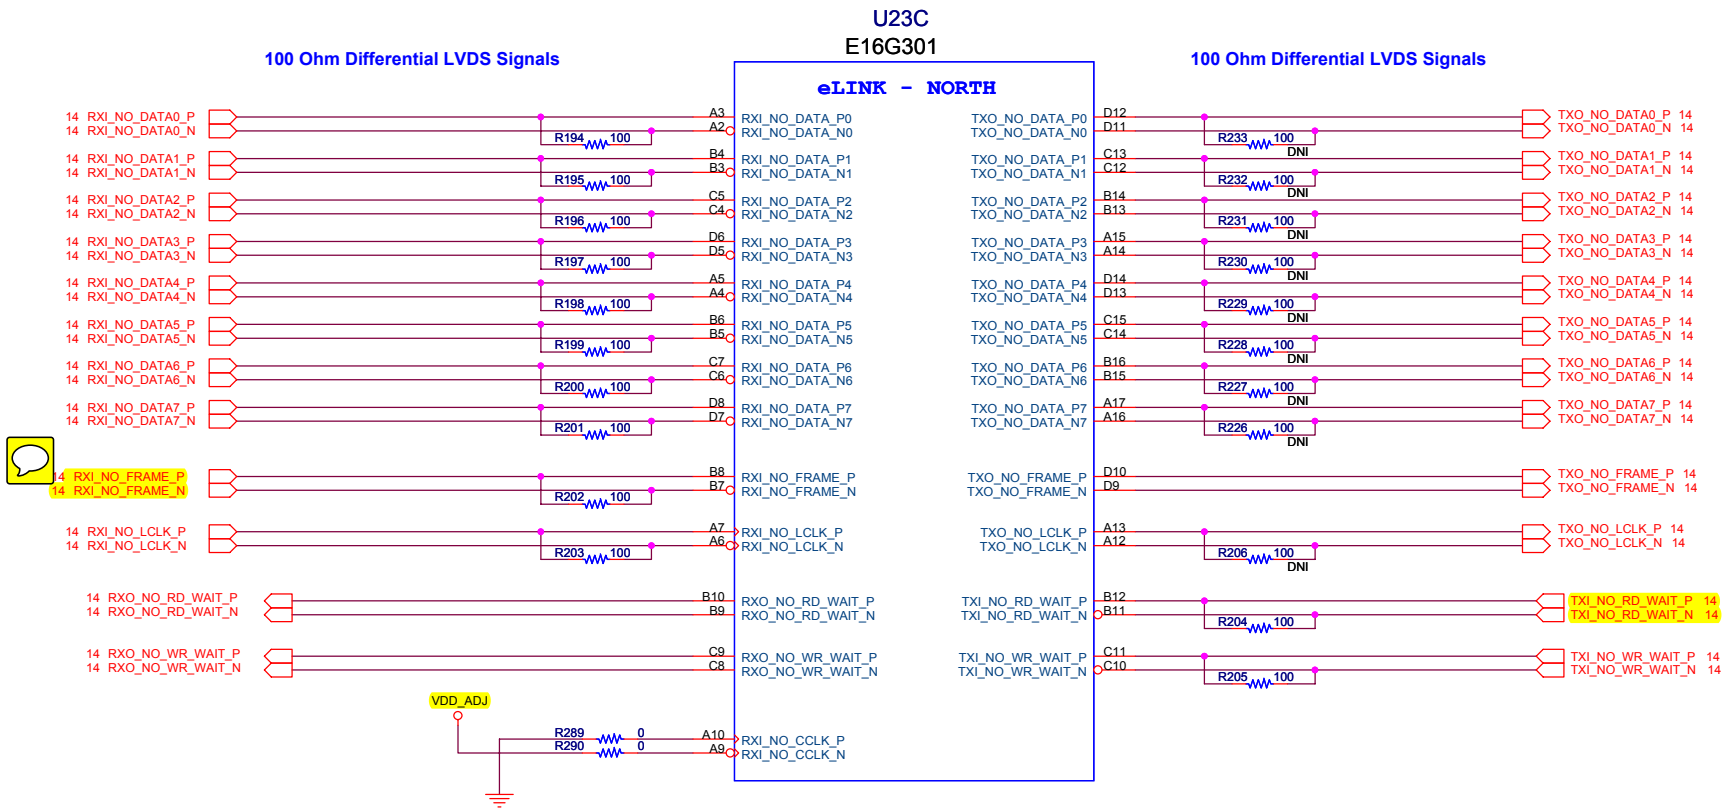 U23C
E16G301
100 Ohm Differential LVDS Signals
100 Ohm Differential LVDS Signals
eLINK - NORTH
14 RXI_NO_DATA0_P A3 RXI_NO_DATA_P0 TXO_NO_DATA_P0 D12 TXO_NO_DATA0_P 14
14 RXI_NO_DATA0_N A2 RXI_NO_DATA_N0 TXO_NO_DATA_N0 D11 TXO_NO_DATA0_N 14
R194 100 R233 100
DNI
14 RXI_NO_DATA1_P B4 RXI_NO_DATA_P1 TXO_NO_DATA_P1 C13 TXO_NO_DATA1_P 14
14 RXI_NO_DATA1_N B3 RXI_NO_DATA_N1 TXO_NO_DATA_N1 C12 TXO_NO_DATA1_N 14
R195 100 R232 100
DNI
14 RXI_NO_DATA2_P C5 RXI_NO_DATA_P2 TXO_NO_DATA_P2 B14 TXO_NO_DATA2_P 14
14 RXI_NO_DATA2_N C4 RXI_NO_DATA_N2 TXO_NO_DATA_N2 B13 TXO_NO_DATA2_N 14
R196 100 R231 100
DNI
14 RXI_NO_DATA3_P D6 RXI_NO_DATA_P3 TXO_NO_DATA_P3 A15 TXO_NO_DATA3_P 14
14 RXI_NO_DATA3_N D5 RXI_NO_DATA_N3 TXO_NO_DATA_N3 A14 TXO_NO_DATA3_N 14
R197 100 R230 100
DNI
14 RXI_NO_DATA4_P A5 RXI_NO_DATA_P4 TXO_NO_DATA_P4 D14 TXO_NO_DATA4_P 14
14 RXI_NO_DATA4_N A4 RXI_NO_DATA_N4 TXO_NO_DATA_N4 D13 TXO_NO_DATA4_N 14
R198 100 R229 100
DNI
14 RXI_NO_DATA5_P B6 RXI_NO_DATA_P5 TXO_NO_DATA_P5 C15 TXO_NO_DATA5_P 14
14 RXI_NO_DATA5_N B5 RXI_NO_DATA_N5 TXO_NO_DATA_N5 C14 TXO_NO_DATA5_N 14
R199 100 R228 100
DNI
14 RXI_NO_DATA6_P C7 RXI_NO_DATA_P6 TXO_NO_DATA_P6 B16 TXO_NO_DATA6_P 14
14 RXI_NO_DATA6_N C6 RXI_NO_DATA_N6 TXO_NO_DATA_N6 B15 TXO_NO_DATA6_N 14
R200 100 R227 100
DNI
14 RXI_NO_DATA7_P D8 RXI_NO_DATA_P7 TXO_NO_DATA_P7 A17 TXO_NO_DATA7_P 14
14 RXI_NO_DATA7_N D7 RXI_NO_DATA_N7 TXO_NO_DATA_N7 A16 TXO_NO_DATA7_N 14
R201 100 R226 100
DNI
14 RXI_NO_FRAME_P B8 RXI_NO_FRAME_P TXO_NO_FRAME_P D10 TXO_NO_FRAME_P 14
14 RXI_NO_FRAME_N B7 RXI_NO_FRAME_N TXO_NO_FRAME_N D9 TXO_NO_FRAME_N 14
R202 100
14 RXI_NO_LCLK_P A7 RXI_NO_LCLK_P TXO_NO_LCLK_P A13 TXO_NO_LCLK_P 14
14 RXI_NO_LCLK_N A6 RXI_NO_LCLK_N TXO_NO_LCLK_N A12 TXO_NO_LCLK_N 14
R203 100 R206 100
DNI
14 RXO_NO_RD_WAIT_P B10 RXO_NO_RD_WAIT_P TXI_NO_RD_WAIT_P B12 TXI_NO_RD_WAIT_P 14
14 RXO_NO_RD_WAIT_N B9 RXO_NO_RD_WAIT_N TXI_NO_RD_WAIT_N B11 TXI_NO_RD_WAIT_N 14
R204 100
14 RXO_NO_WR_WAIT_P C9 RXO_NO_WR_WAIT_P TXI_NO_WR_WAIT_P C11 TXI_NO_WR_WAIT_P 14
14 RXO_NO_WR_WAIT_N C8 RXO_NO_WR_WAIT_N TXI_NO_WR_WAIT_N C10 TXI_NO_WR_WAIT_N 14
R205 100
VDD_ADJ
R289 0 A10 RXI_NO_CCLK_P
R290 0 A9 RXI_NO_CCLK_N